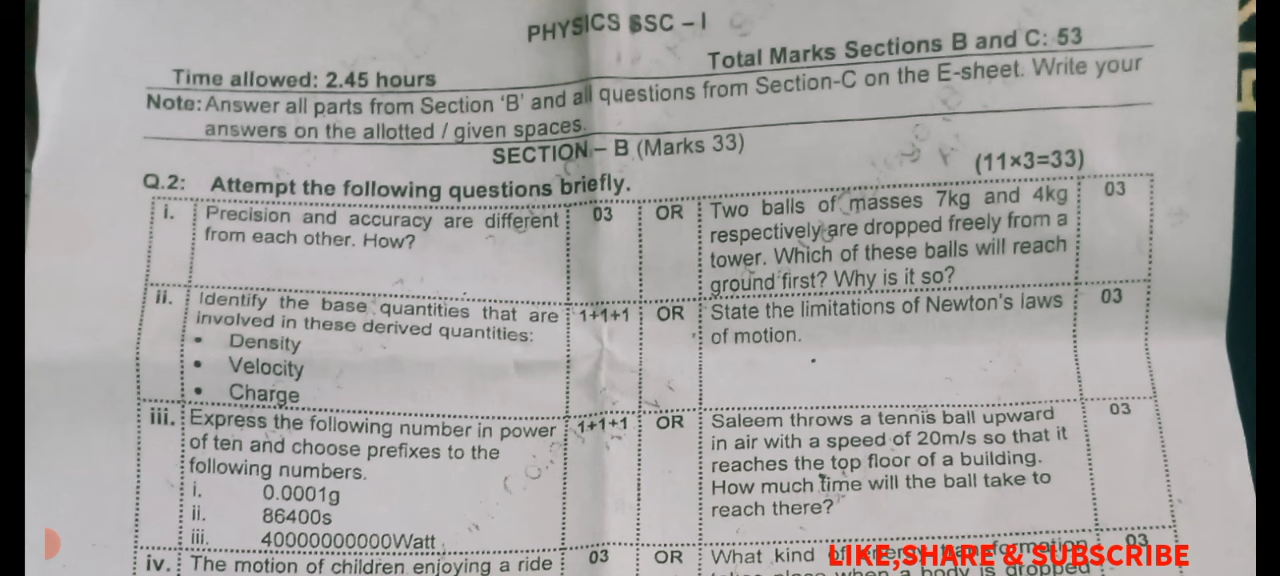 PHYSICS SSC – I
Total Marks Sections B and C: 53
Time allowed: 2.45 hours
Note: Answer all parts from Section 'B' and all questions from Section-C on the E-sheet. Write your
answers on the allotted / given spaces.
SECTION – B (Marks 33)
(11×3=33)
Q.2: Attempt the following questions briefly.
i. Precision and accuracy are different
from each other. How?
03
OR
Two balls of masses 7kg and 4kg
respectively are dropped freely from a
tower. Which of these balls will reach
ground first? Why is it so?
03
ii. Identify the base quantities that are
involved in these derived quantities:
• Density
• Velocity
• Charge
1+1+1
OR
State the limitations of Newton's laws
of motion.
03
iii. Express the following number in power
of ten and choose prefixes to the
following numbers.
i. 0.0001g
ii. 86400s
iii. 40000000000Watt
1+1+1
OR
Saleem throws a tennis ball upward
in air with a speed of 20m/s so that it
reaches the top floor of a building.
How much time will the ball take to
reach there?
03
iv. The motion of children enjoying a ride
03
OR
What kind
03
when a body is dropped
LIKE,SHARE & SUBSCRIBE